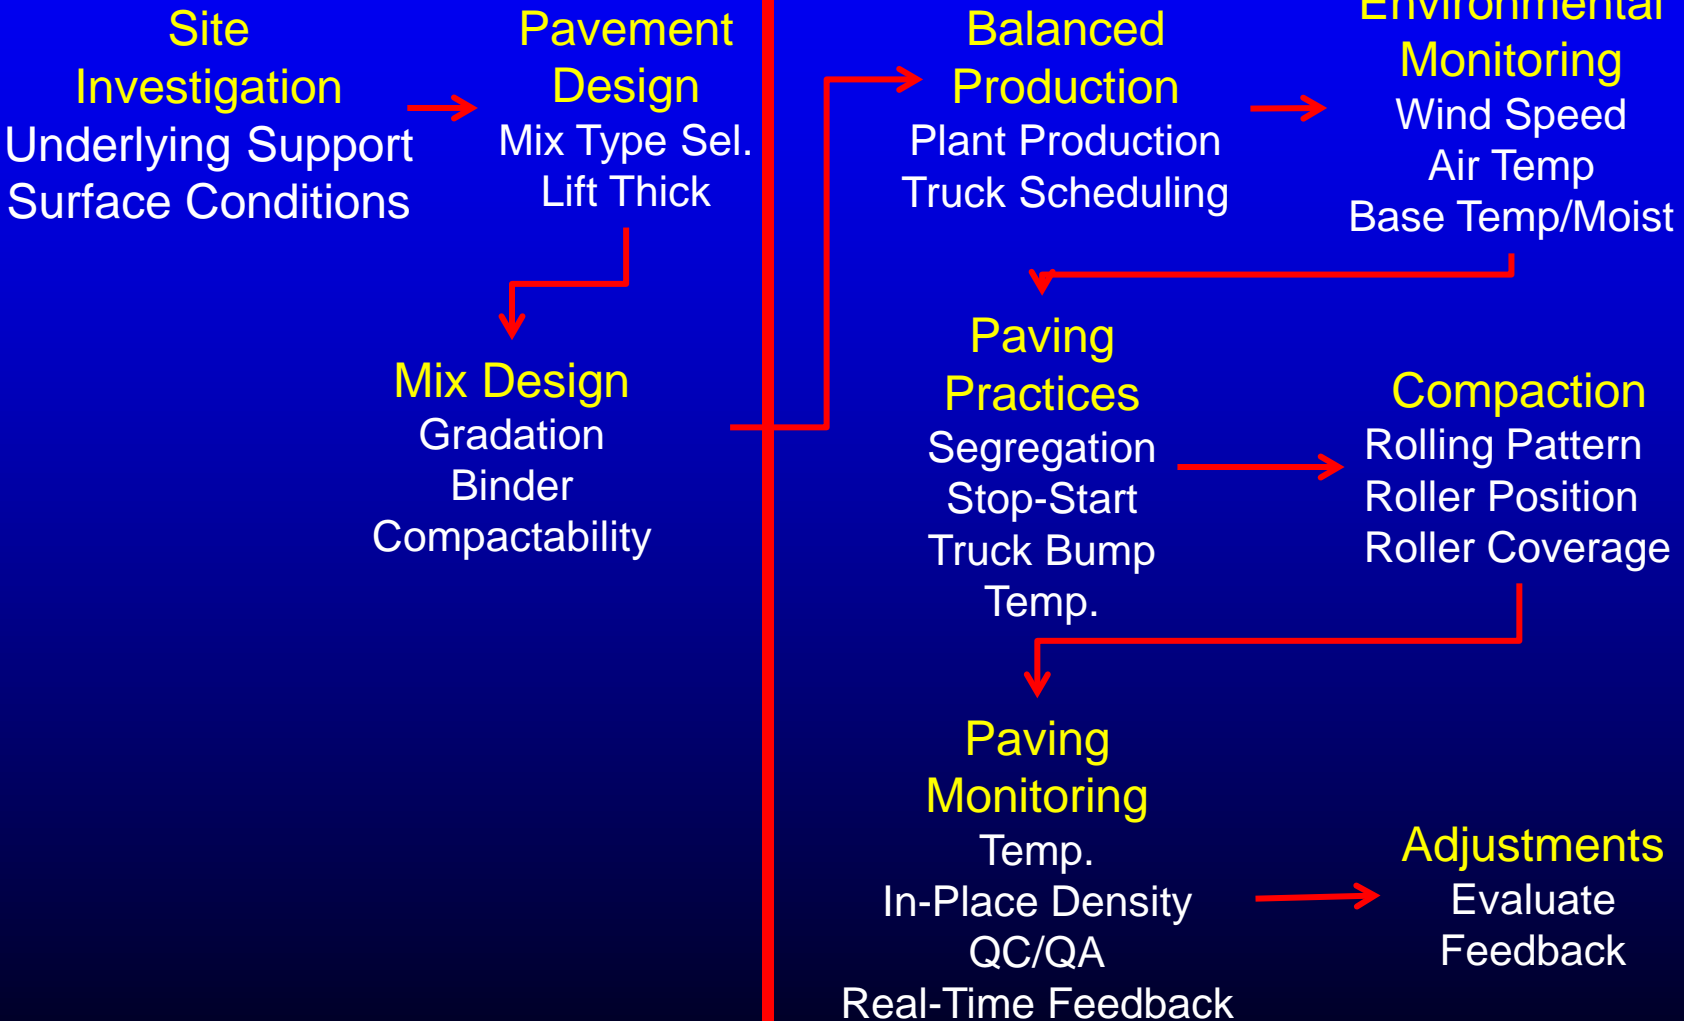 Site
Investigation
Underlying Support
Surface Conditions
Pavement
Design
Mix Type Sel.
Lift Thick
Mix Design
Gradation
Binder
Compactability
Balanced
Production
Plant Production
Truck Scheduling
Environmental
Monitoring
Wind Speed
Air Temp
Base Temp/Moist
Paving
Practices
Segregation
Stop-Start
Truck Bump
Temp.
Compaction
Rolling Pattern
Roller Position
Roller Coverage
Paving
Monitoring
Temp.
In-Place Density
QC/QA
Real-Time Feedback
Adjustments
Evaluate
Feedback